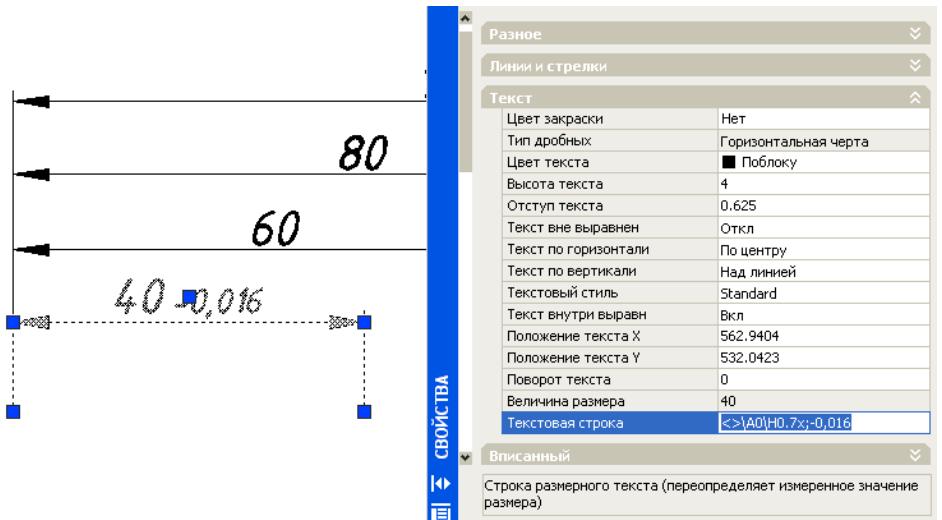 80
60
40 -0,016
СВОЙСТВА
Разное
Линии и стрелки
Текст
Цвет закраски Нет
Тип дробных Горизонтальная черта
Цвет текста Поблоку
Высота текста 4
Отступ текста 0.625
Текст вне выравнен Откл
Текст по горизонтали По центру
Текст по вертикали Над линией
Текстовый стиль Standard
Текст внутри выравн Вкл
Положение текста X 562.9404
Положение текста Y 532.0423
Поворот текста 0
Величина размера 40
Текстовая строка <>\A0\H0.7x;-0,016
Вписанный
Строка размерного текста (переопределяет измеренное значение
размера)